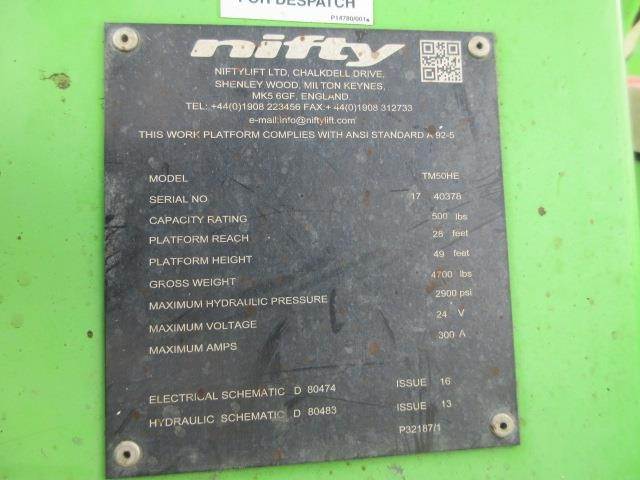 FOR DESPATCH
P14780/001a
nifty
NIFTYLIFT LTD, CHALKDELL DRIVE,
SHENLEY WOOD, MILTON KEYNES,
MK5 6GF, ENGLAND.
TEL: +44(0)1908 223456 FAX:+ 44(0)1908 312733
e-mail:info@niftylift.com
THIS WORK PLATFORM COMPLIES WITH ANSI STANDARD A 92-5
MODEL TM50HE
SERIAL NO 17 40378
CAPACITY RATING 500 lbs
PLATFORM REACH 28 feet
PLATFORM HEIGHT 49 feet
GROSS WEIGHT 4700 lbs
MAXIMUM HYDRAULIC PRESSURE 2900 psi
MAXIMUM VOLTAGE 24 V
MAXIMUM AMPS 300 A
ELECTRICAL SCHEMATIC D 80474 ISSUE 16
HYDRAULIC SCHEMATIC D 80483 ISSUE 13
P32187/1